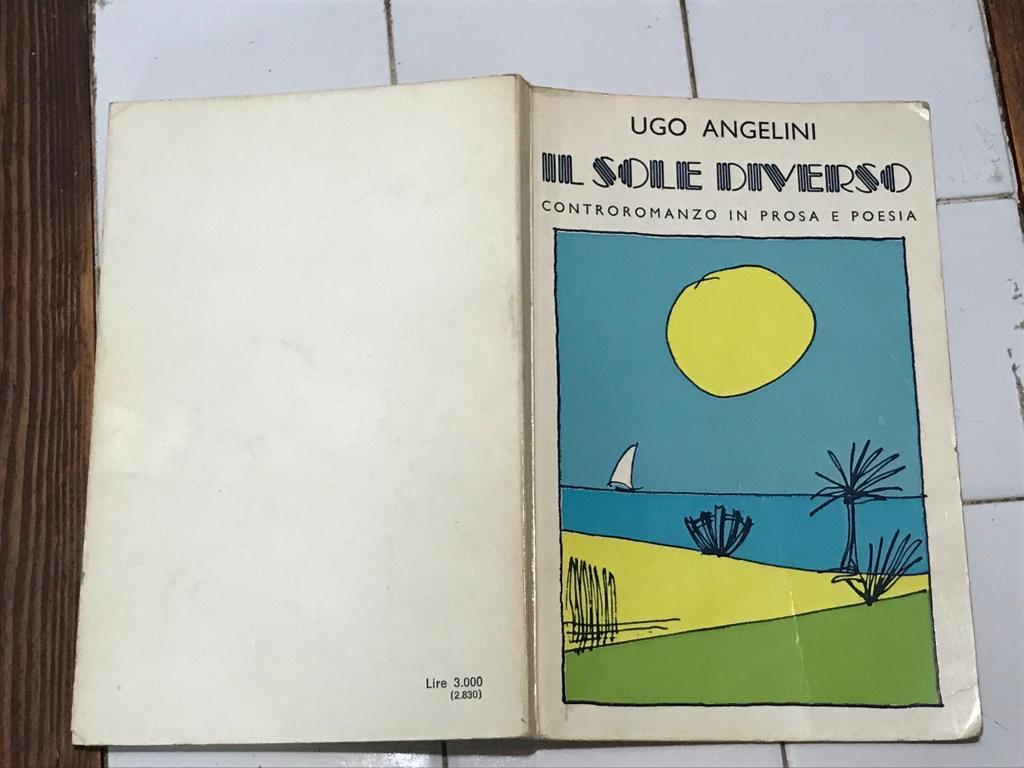 UGO ANGELINI
IL SOLE DIVERSO
CONTROROMANZO IN PROSA E POESIA
Lire 3.000
(2.830)